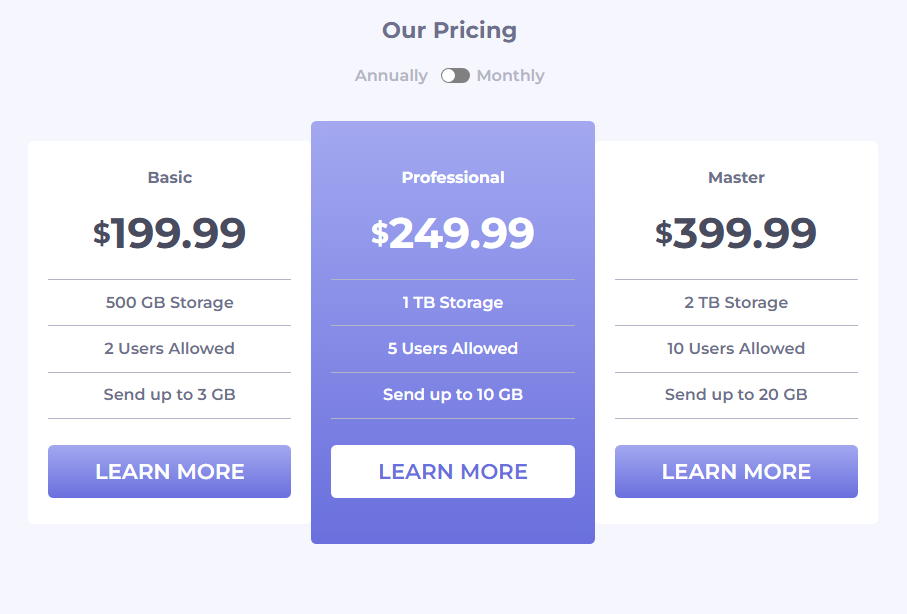 Our Pricing
Annually Monthly
Basic
$199.99
500 GB Storage
2 Users Allowed
Send up to 3 GB
LEARN MORE
Professional
$249.99
1 TB Storage
5 Users Allowed
Send up to 10 GB
LEARN MORE
Master
$399.99
2 TB Storage
10 Users Allowed
Send up to 20 GB
LEARN MORE